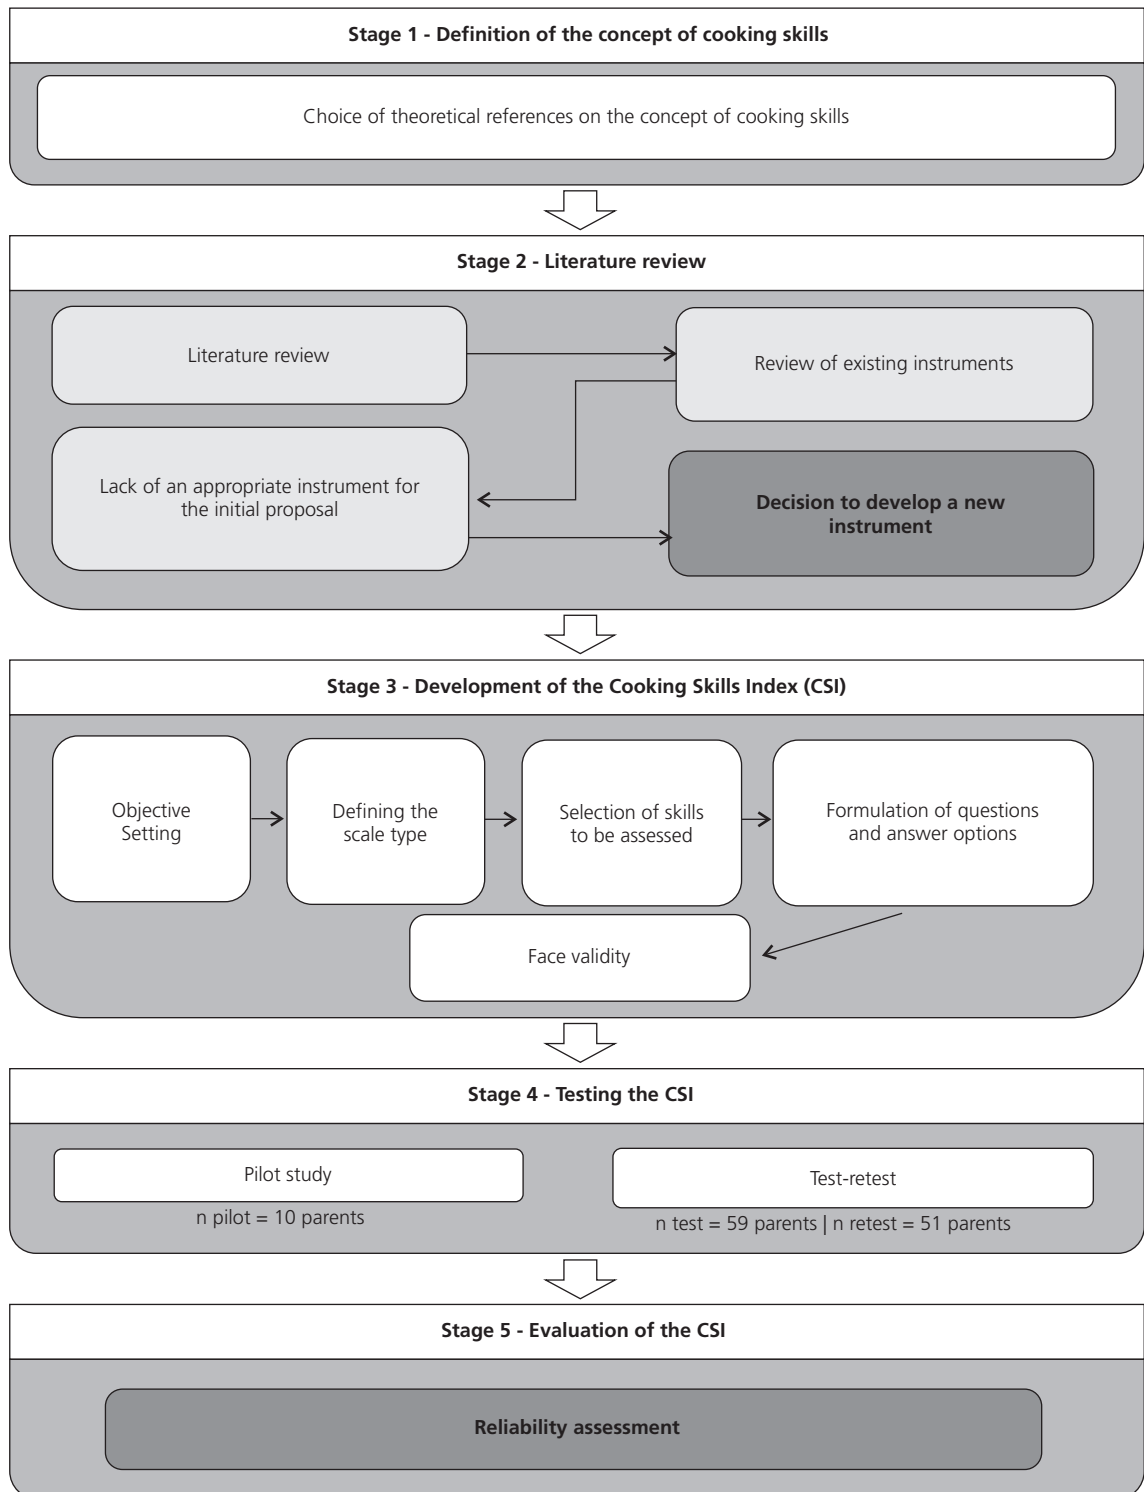 Stage 1 - Definition of the concept of cooking skills
Choice of theoretical references on the concept of cooking skills
Stage 2 - Literature review
Literature review
Review of existing instruments
Lack of an appropriate instrument for
the initial proposal
Decision to develop a new
instrument
Stage 3 - Development of the Cooking Skills Index (CSI)
Objective
Setting
Defining the
scale type
Selection of skills
to be assessed
Formulation of questions
and answer options
Face validity
Stage 4 - Testing the CSI
Pilot study
n pilot = 10 parents
Test-retest
n test = 59 parents | n retest = 51 parents
Stage 5 - Evaluation of the CSI
Reliability assessment